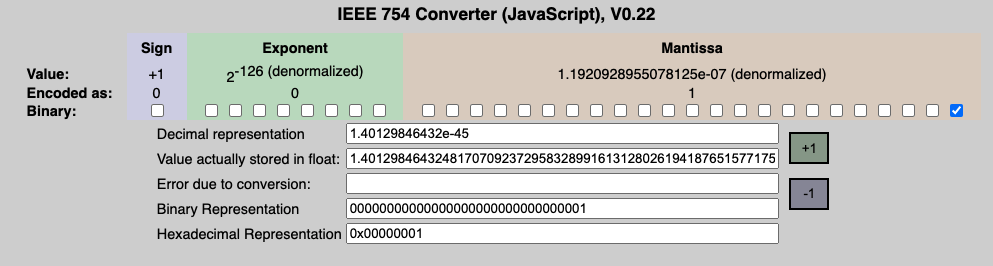 IEEE 754 Converter (JavaScript), V0.22
Sign Exponent Mantissa
Value: +1 2-126 (denormalized) 1.1920928955078125e-07 (denormalized)
Encoded as: 0 0 1
Binary:
Decimal representation 1.40129846432e-45
Value actually stored in float: 1.40129846432481707092372958328991613128026194187651577175
+1
Error due to conversion:
-1
Binary Representation 00000000000000000000000000000001
Hexadecimal Representation 0x00000001